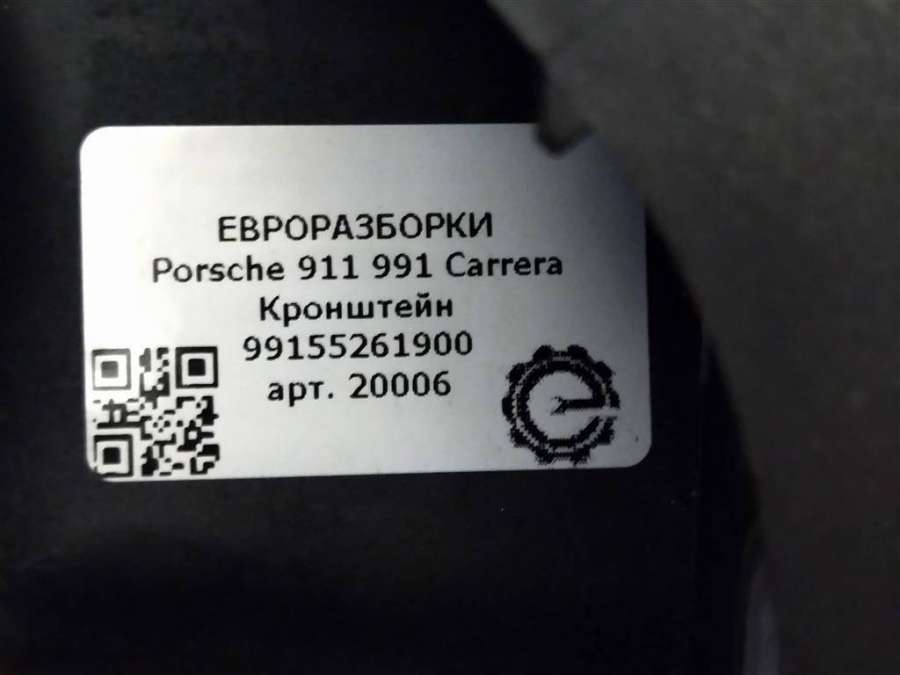 ЕВРОРАЗБОРКИ
Porsche 911 991 Carrera
Кронштейн
99155261900
арт. 20006